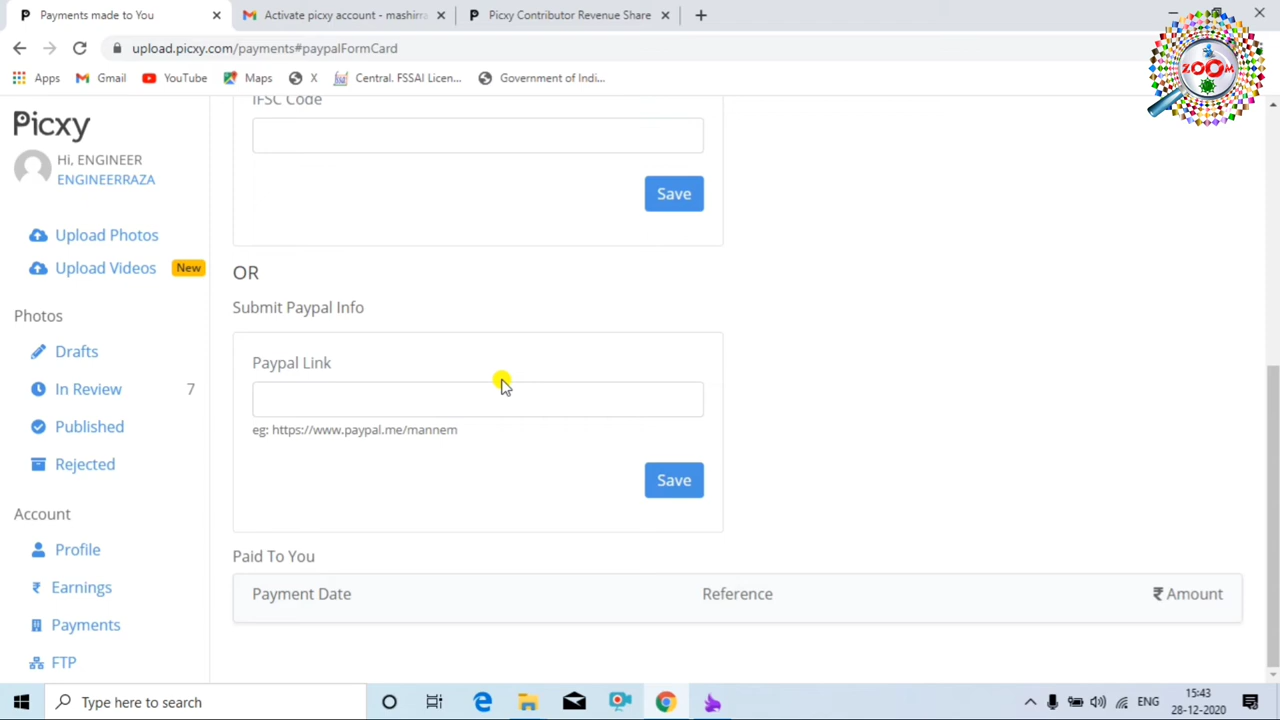 Payments made to You
Activate picxy account - mashirra
Picxy Contributor Revenue Share
upload.picxy.com/payments#paypalFormCard
Apps
Gmail
YouTube
Maps
X
Central. FSSAI Licen...
Government of Indi...
ZOOM
Picxy
Hi, ENGINEER
ENGINEERRAZA
Upload Photos
Upload Videos New
Photos
Drafts
In Review 7
Published
Rejected
Account
Profile
₹ Earnings
Payments
FTP
IFSC Code
Save
OR
Submit Paypal Info
Paypal Link
eg: https://www.paypal.me/mannem
Save
Paid To You
Payment Date Reference ₹ Amount
Type here to search
ENG
15:43
28-12-2020